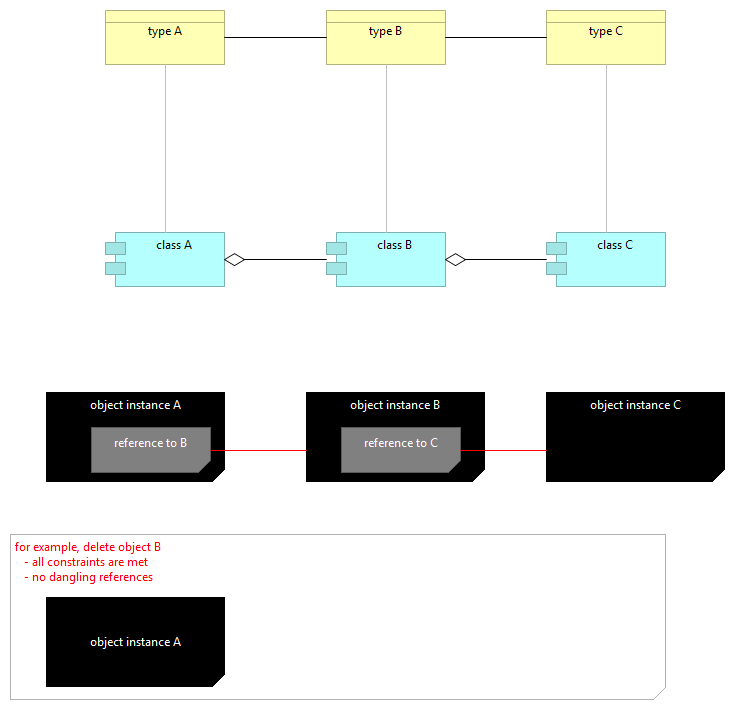 type A
type B
type C
class A
class B
class C
object instance A
object instance B
object instance C
reference to B
reference to C
for example, delete object B
- all constraints are met
- no dangling references
object instance A